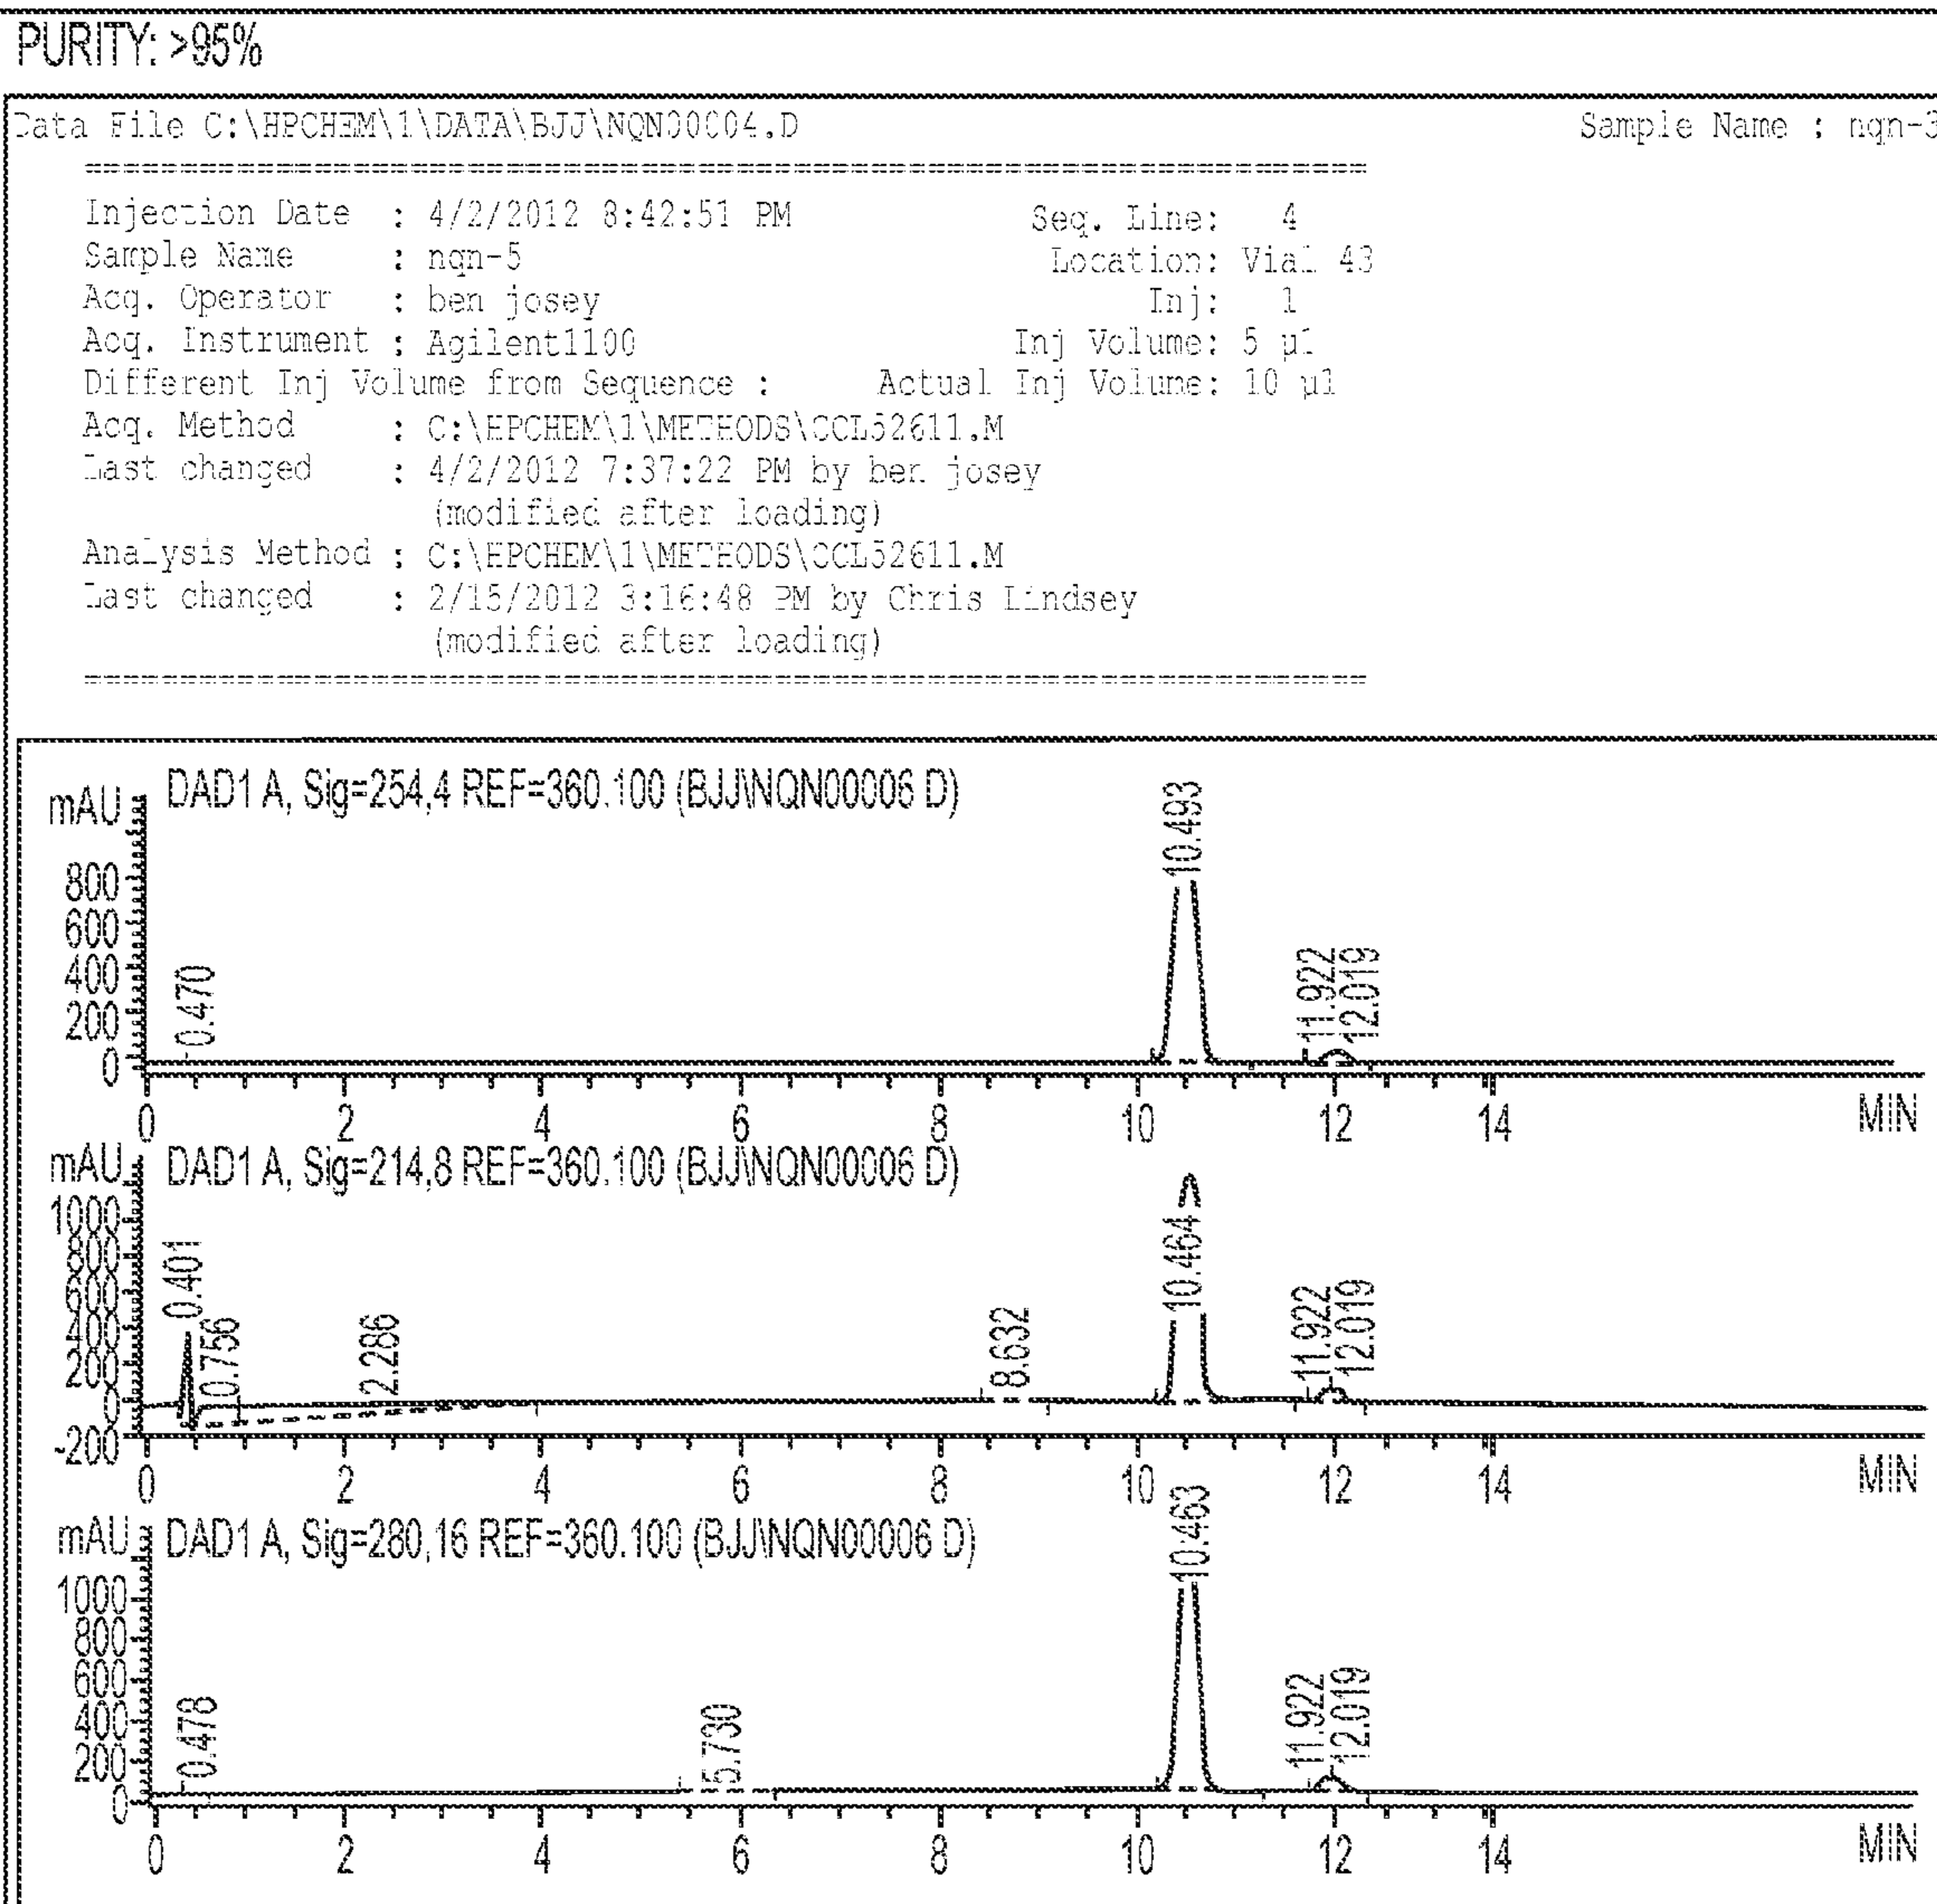 PURITY: >95%
Data File C:\HPCHEM\1\DATA\BJJ\NQN00004.D Sample Name : nqn-3
Injection Date : 4/2/2012 8:42:51 PM Seq. Line: 4
Sample Name : nqn-5 Location: Vial 43
Acq. Operator : ben josey Inj: 1
Acq. Instrument : Agilent1100 Inj Volume: 5 µl
Different Inj Volume from Sequence : Actual Inj Volume: 10 µl
Acq. Method : C:\HPCHEM\1\METHODS\CCL52611.M
Last changed : 4/2/2012 7:37:22 PM by ben josey
(modified after loading)
Analysis Method : C:\HPCHEM\1\METHODS\CCL52611.M
Last changed : 2/15/2012 3:16:48 PM by Chris Lindsey
(modified after loading)
mAU DAD1 A, Sig=254,4 REF=360.100 (BJJ\NQN00006 D)
10.493
800
600
400
200
0
0.470
11.922
12.019
0 2 4 6 8 10 12 14 MIN
mAU DAD1 A, Sig=214,8 REF=360.100 (BJJ\NQN00006 D)
1000
800
600
400
200
0
-200
0.401
0.756
2.286
8.632
10.464
11.922
12.019
0 2 4 6 8 10 12 14 MIN
mAU DAD1 A, Sig=280,16 REF=360.100 (BJJ\NQN00006 D)
10.463
1000
800
600
400
200
0
0.478
5.730
11.922
12.019
0 2 4 6 8 10 12 14 MIN